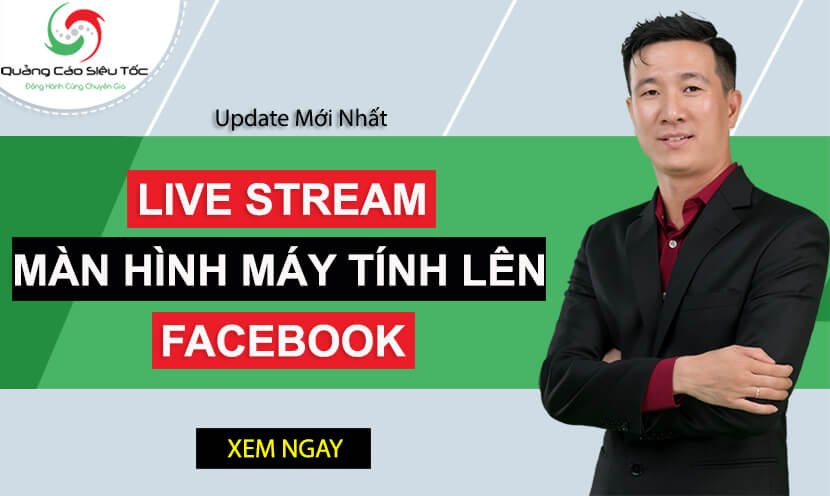 Quảng Cáo Siêu Tốc
Đồng Hành Cùng Chuyên Gia
Update Mới Nhất
LIVE STREAM
MÀN HÌNH MÁY TÍNH LÊN
FACEBOOK
XEM NGAY